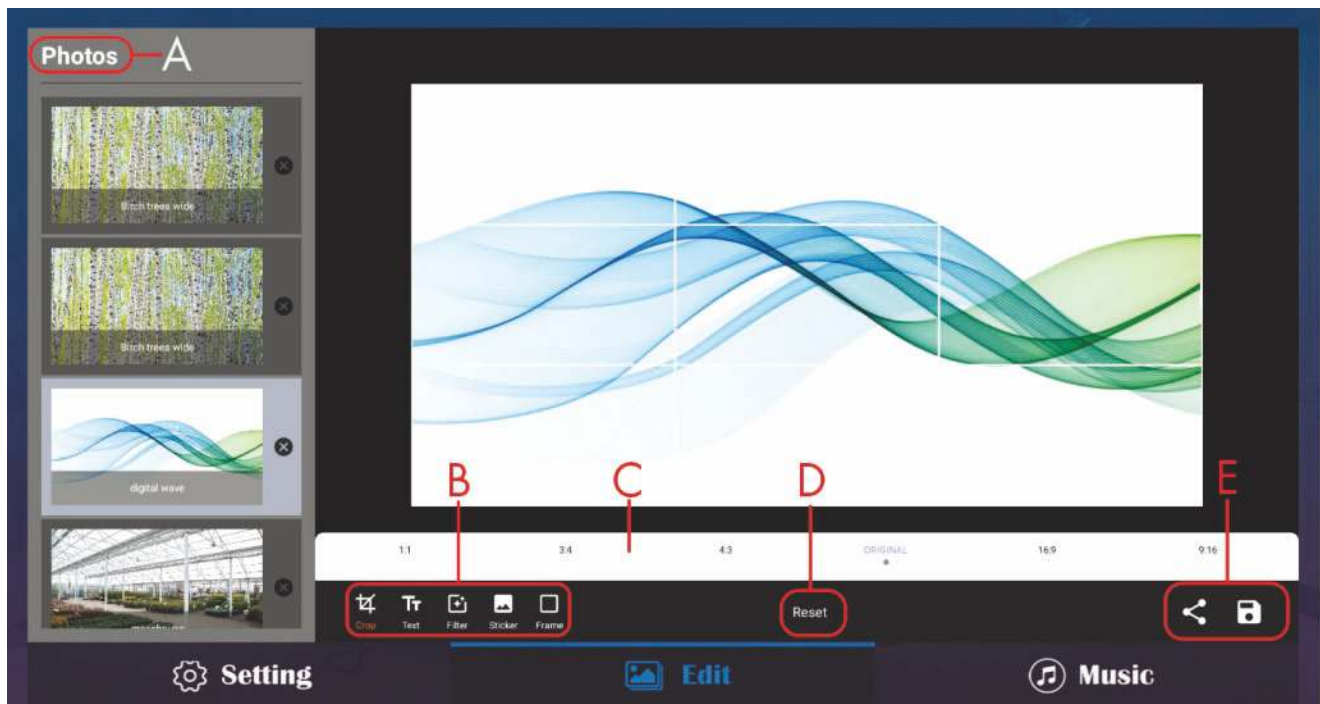 Photos
A
Birch trees wide
Birch trees wide
digital wave
B
C
D
E
1:1
3:4
4:3
ORIGINAL
16:9
9:16
Crop
Text
Filter
Sticker
Frame
Reset
Setting
Edit
Music